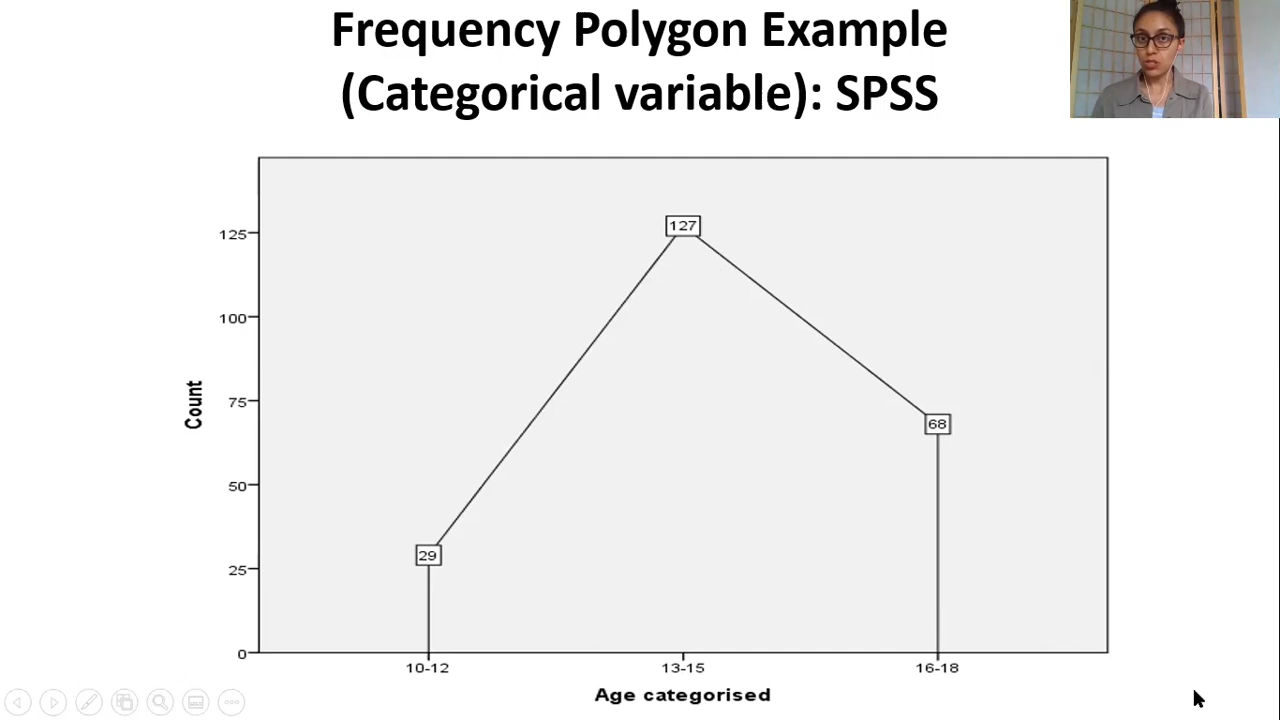 Frequency Polygon Example
(Categorical variable): SPSS
127
125
100
Count
75
68
50
29
25
0
10-12 13-15 16-18
Age categorised